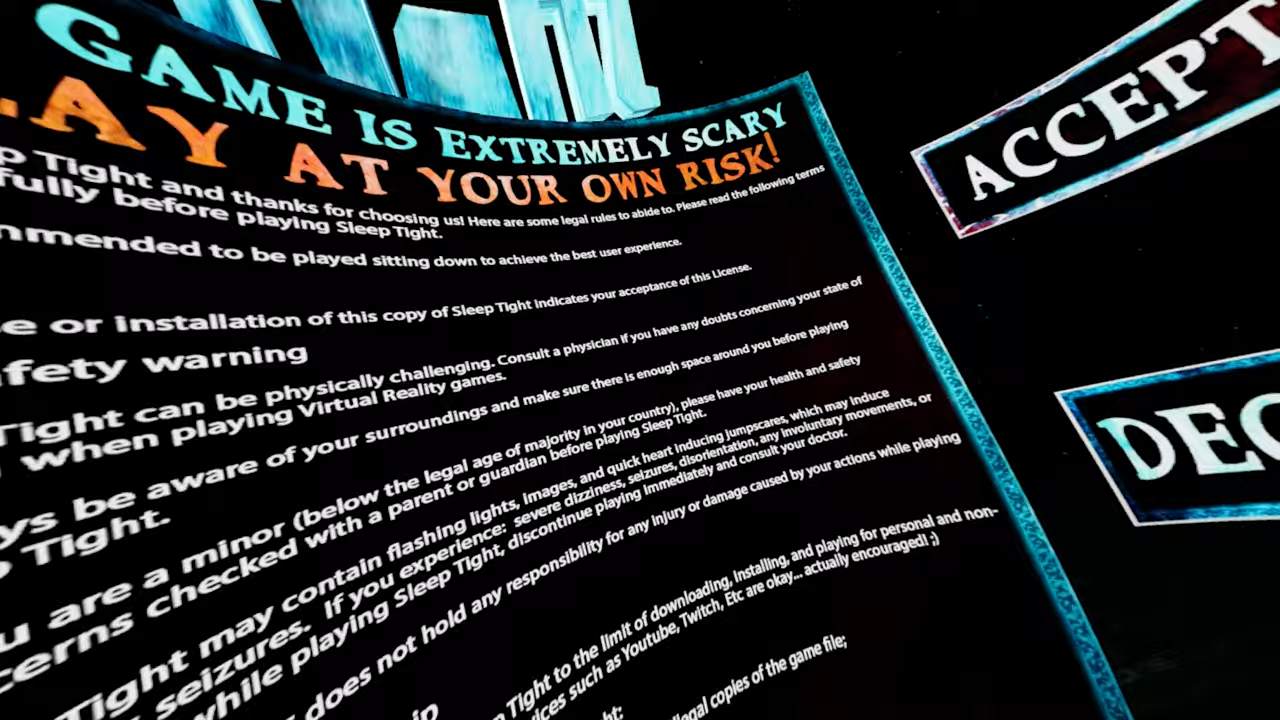 GAME IS EXTREMELY SCARY
LAY AT YOUR OWN RISK!
p Tight and thanks for choosing us! Here are some legal rules to abide to. Please read the following terms
fully before playing Sleep Tight.
mmended to be played sitting down to achieve the best user experience.
e or installation of this copy of Sleep Tight indicates your acceptance of this License.
afety warning
Tight can be physically challenging. Consult a physician if you have any doubts concerning your state of
when playing Virtual Reality games.
ys be aware of your surroundings and make sure there is enough space around you before playing
Tight.
u are a minor (below the legal age of majority in your country), please have your health and safety
cerns checked with a parent or guardian before playing Sleep Tight.
Tight may contain flashing lights, images, and quick heart inducing jumpscares, which may induce
seizures. If you experience: severe dizziness, seizures, disorientation, any involuntary movements, or
while playing Sleep Tight, discontinue playing immediately and consult your doctor.
does not hold any responsibility for any injury or damage caused by your actions while playing
ip
p Tight to the limit of downloading, installing, and playing for personal and non-
ices such as Youtube, Twitch, Etc are okay... actually encouraged! ;)
ht:
llegal copies of the game file;
ACCEPT
DEC